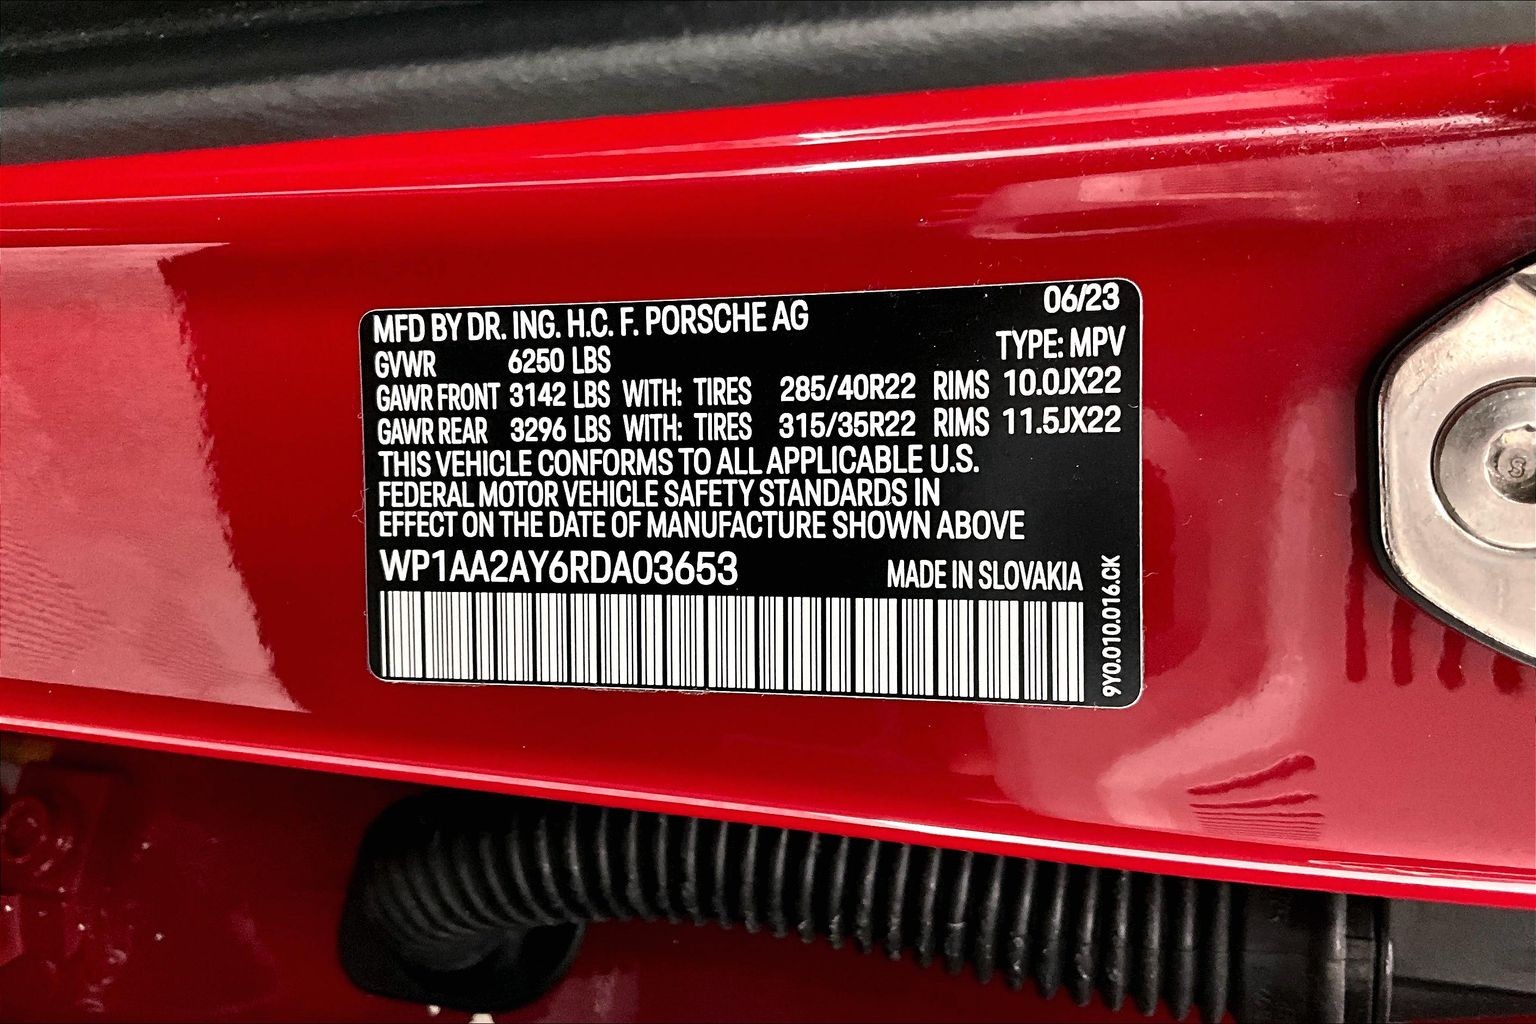 MFD BY DR. ING. H.C. F. PORSCHE AG 06/23
GVWR 6250 LBS TYPE: MPV
GAWR FRONT 3142 LBS WITH: TIRES 285/40R22 RIMS 10.0JX22
GAWR REAR 3296 LBS WITH: TIRES 315/35R22 RIMS 11.5JX22
THIS VEHICLE CONFORMS TO ALL APPLICABLE U.S.
FEDERAL MOTOR VEHICLE SAFETY STANDARDS IN
EFFECT ON THE DATE OF MANUFACTURE SHOWN ABOVE
WP1AA2AY6RDA03653 MADE IN SLOVAKIA
9Y0.010.016.CK